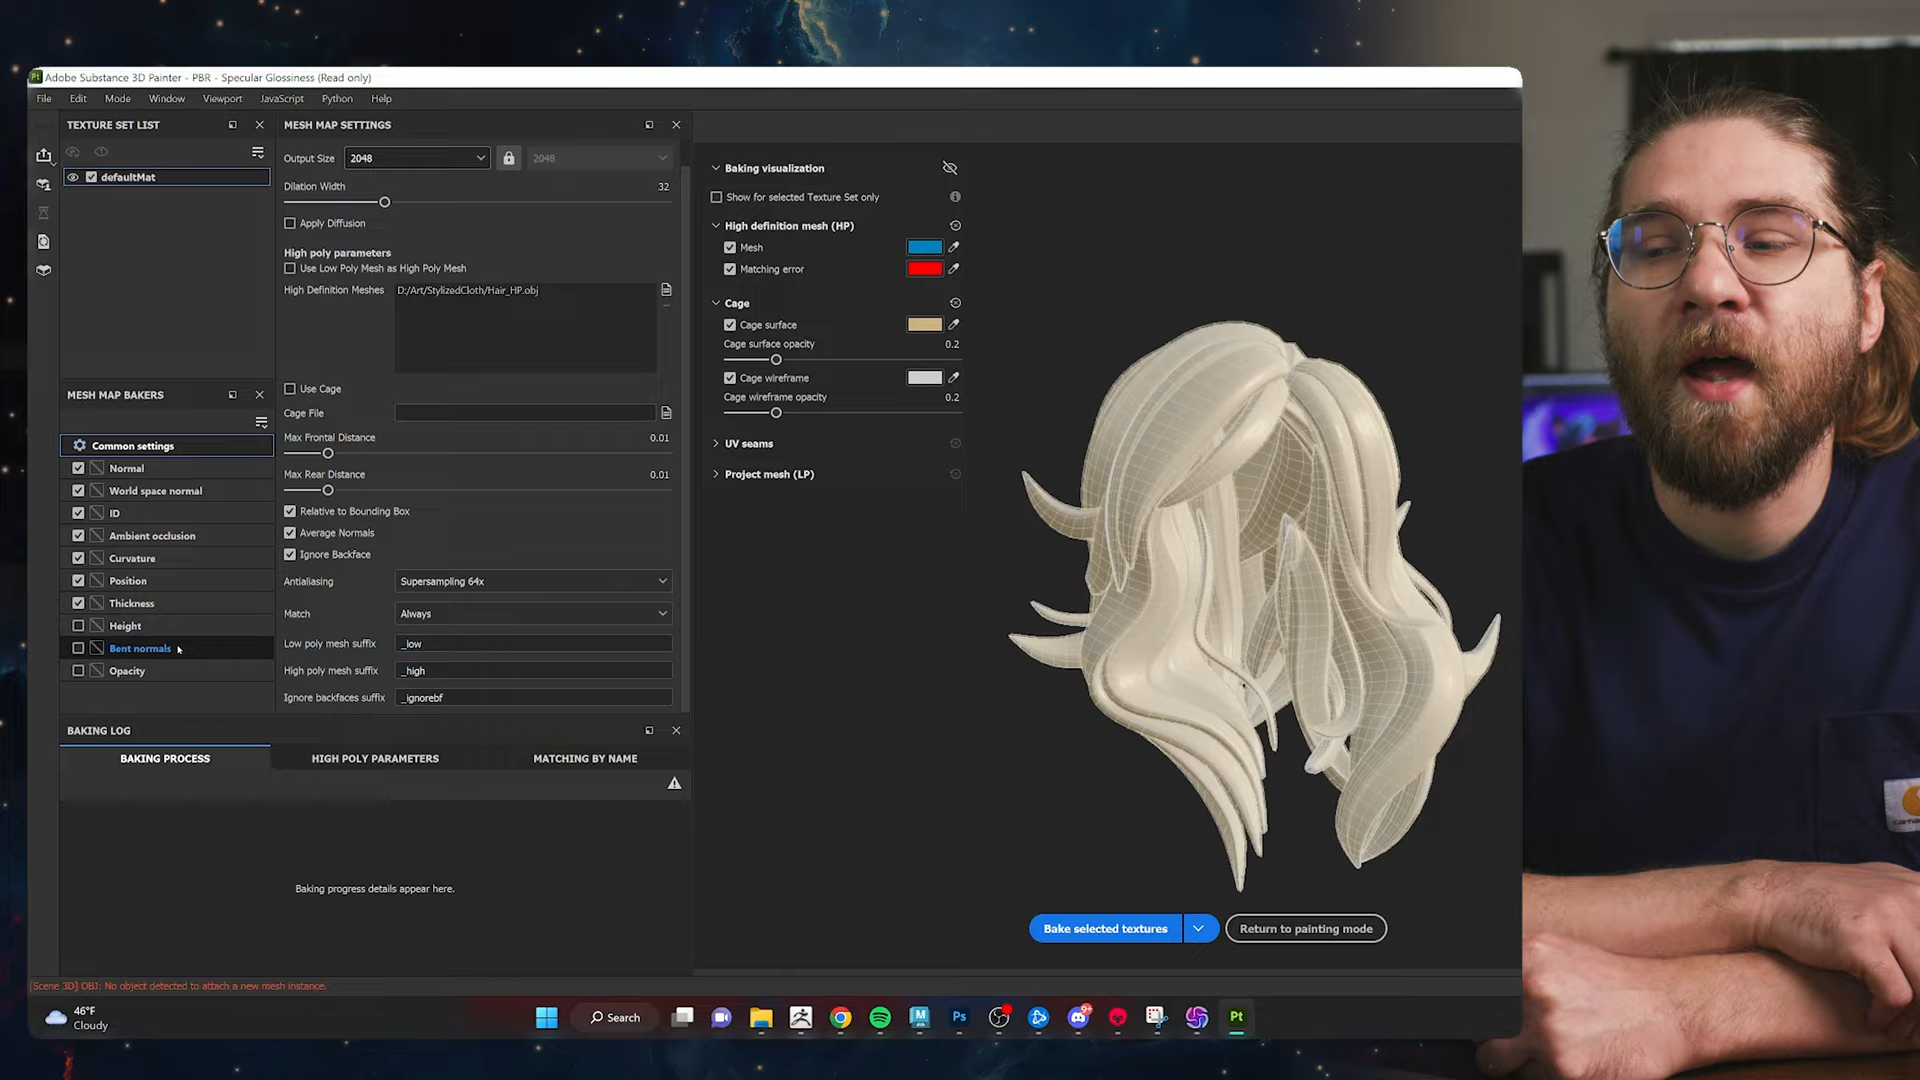 Pt Adobe Substance 3D Painter - PBR - Specular Glossiness (Read only)
File Edit Mode Window Viewport JavaScript Python Help
TEXTURE SET LIST
defaultMat
MESH MAP SETTINGS
Output Size 2048 2048
Dilation Width 32
Apply Diffusion
High poly parameters
Use Low Poly Mesh as High Poly Mesh
High Definition Meshes D:/Art/StylizedCloth/Hair_HP.obj
Use Cage
Cage File
Max Frontal Distance 0.01
Max Rear Distance 0.01
Relative to Bounding Box
Average Normals
Ignore Backface
Antialiasing Supersampling 64x
Match Always
Low poly mesh suffix _low
High poly mesh suffix _high
Ignore backfaces suffix _ignorebf
MESH MAP BAKERS
Common settings
Normal
World space normal
ID
Ambient occlusion
Curvature
Position
Thickness
Height
Bent normals
Opacity
Baking visualization
Show for selected Texture Set only
High definition mesh (HP)
Mesh
Matching error
Cage
Cage surface
Cage surface opacity 0.2
Cage wireframe
Cage wireframe opacity 0.2
UV seams
Project mesh (LP)
BAKING LOG
BAKING PROCESS HIGH POLY PARAMETERS MATCHING BY NAME
Baking progress details appear here.
Bake selected textures
Return to painting mode
[Scene 3D] OBJ: No object detected to attach a new mesh instance.
46°F
Cloudy
Search
M
Ps
9+
Pt